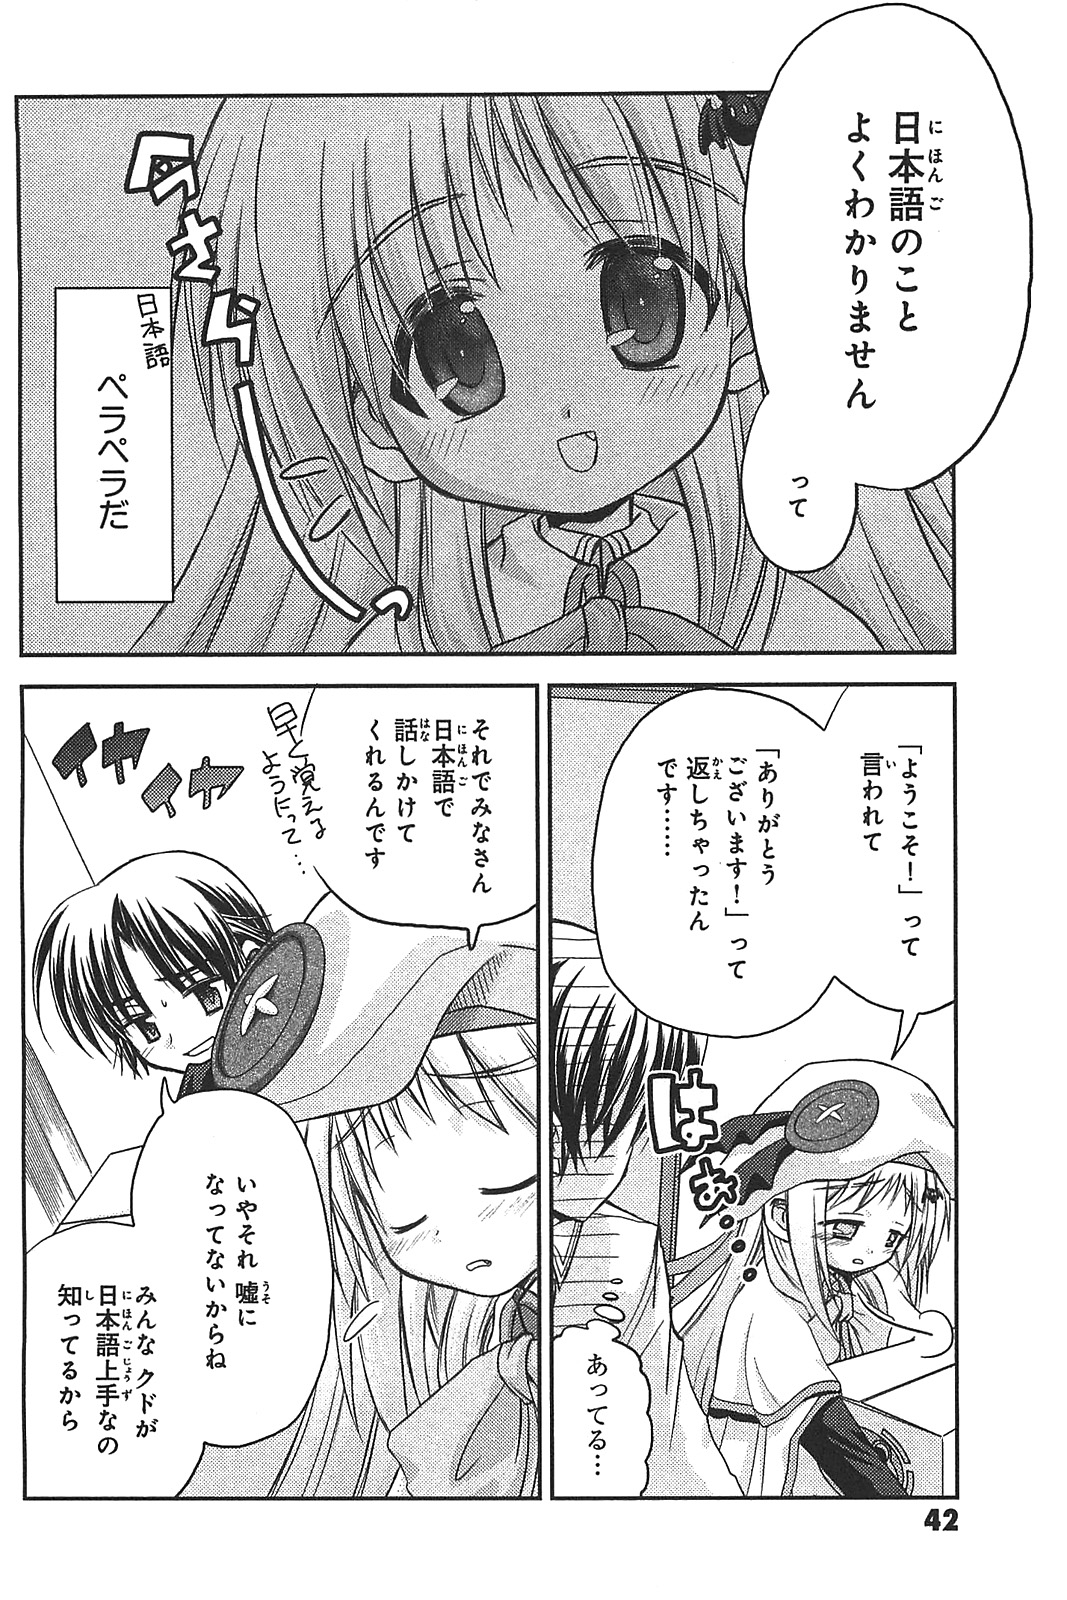 日本語のこと
よくわかりません
って
今さらーっ
日本語
ペラペラだ
「ようこそ！」って
言われて
「ありがとう
ございます！」って
返しちゃったん
です……
はぁ。。。
あってる…
それでみなさん
日本語で
話しかけて
くれるんです
早く覚える
ようにって…
イヤ
イヤ
いやそれ嘘に
なってないからね
みんなクドが
日本語上手なの
知ってるから
42